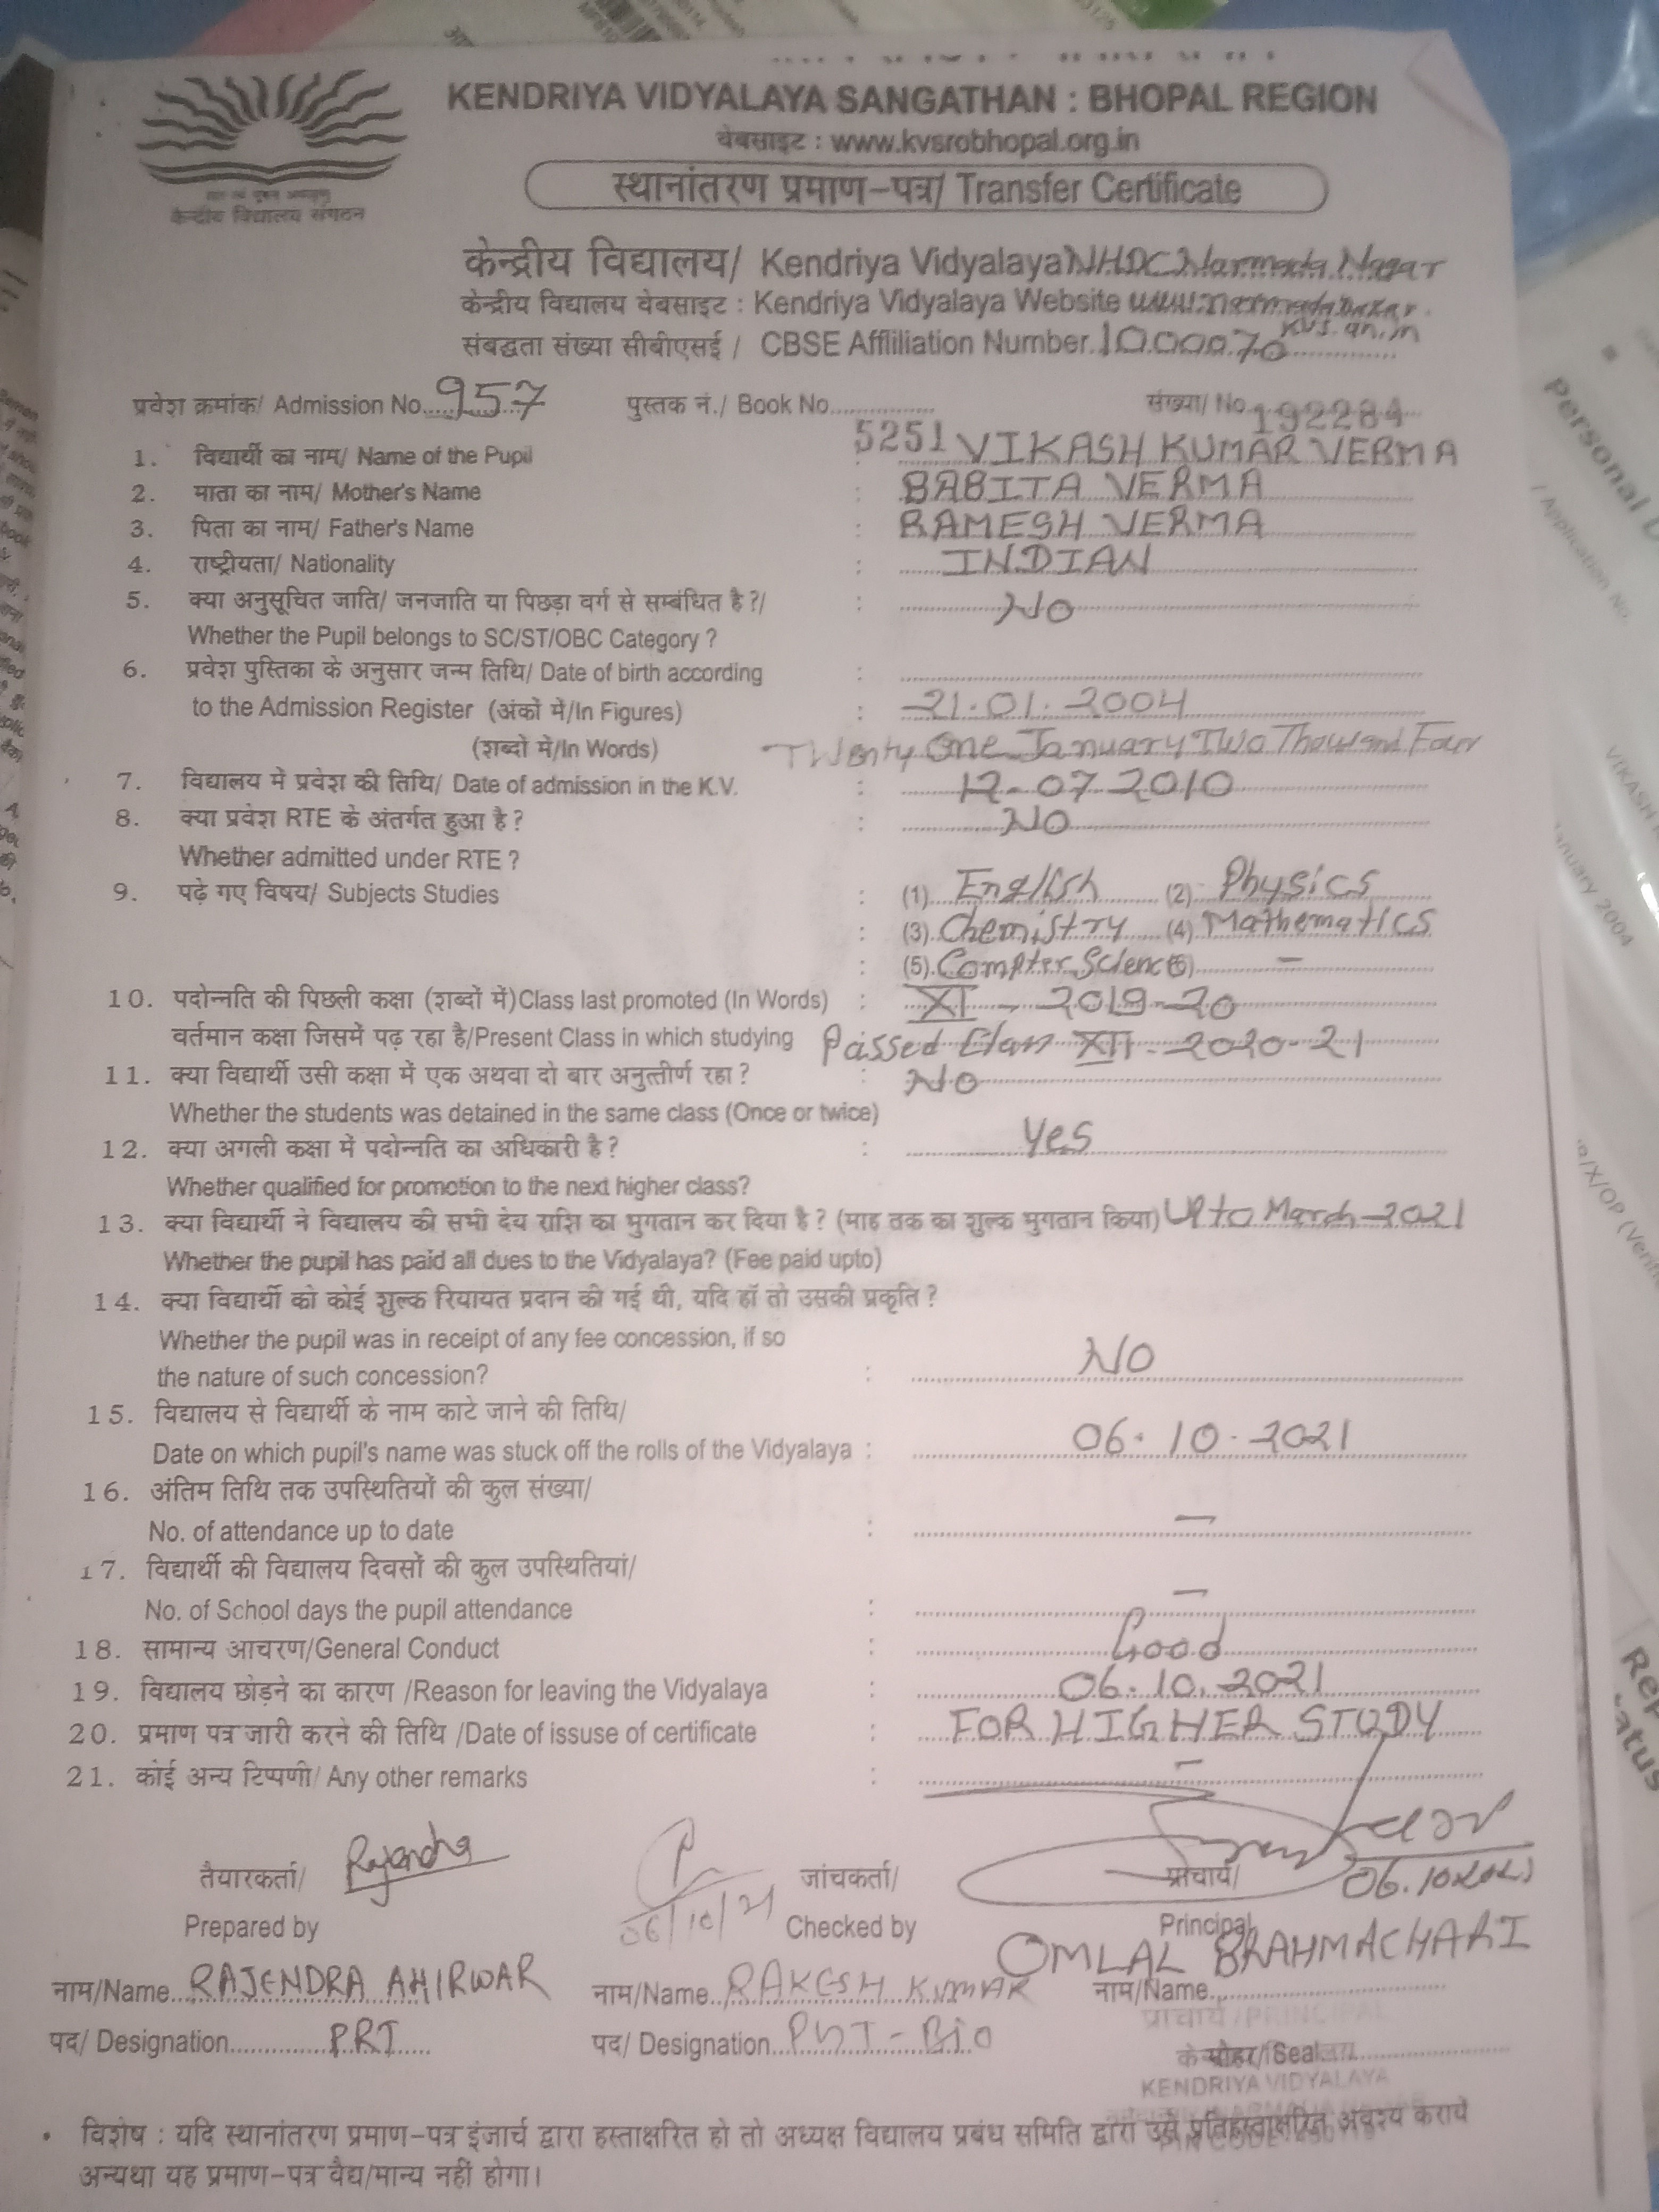 KENDRIYA VIDYALAYA SANGATHAN : BHOPAL REGION
वेबसाइट : www.kvsrobhopal.org.in
स्थानांतरण प्रमाण-पत्र/ Transfer Certificate
केन्द्रीय विद्यालय संगठन
केन्द्रीय विद्यालय/ Kendriya Vidyalaya NHDC Narmada Nagar
केन्द्रीय विद्यालय वेबसाइट : Kendriya Vidyalaya Website
kvs.
संबद्धता संख्या सीबीएसई / CBSE Affliliation Number 1000070
प्रवेश क्रमांक/ Admission No. 957 पुस्तक नं./ Book No. 5251 संख्या/ No. 192284
1. विद्यार्थी का नाम/ Name of the Pupil : VIKASH KUMAR VERMA
2. माता का नाम/ Mother's Name : BABITA VERMA
3. पिता का नाम/ Father's Name : RAMESH VERMA
4. राष्ट्रीयता/ Nationality : INDIAN
5. क्या अनुसूचित जाति/ जनजाति या पिछड़ा वर्ग से सम्बंधित है ?/ : NO
Whether the Pupil belongs to SC/ST/OBC Category ?
6. प्रवेश पुस्तिका के अनुसार जन्म तिथि/ Date of birth according :
to the Admission Register (अंकों में/In Figures) : 21.01.2004
(शब्दों में/In Words) Twenty One January Two Thousand Four
7. विद्यालय में प्रवेश की तिथि/ Date of admission in the K.V. : 12-07-2010
8. क्या प्रवेश RTE के अंतर्गत हुआ है ? : NO
Whether admitted under RTE ?
9. पढ़े गए विषय/ Subjects Studies : (1) English (2) Physics
: (3) Chemistry (4) Mathematics
: (5) Compter Science (6) –
10. पदोन्नति की पिछली कक्षा (शब्दों में) Class last promoted (In Words) : XI - 2019-20
वर्तमान कक्षा जिसमें पढ़ रहा है/Present Class in which studying Passed Class XII - 2020-21
11. क्या विद्यार्थी उसी कक्षा में एक अथवा दो बार अनुत्तीर्ण रहा ? : NO
Whether the students was detained in the same class (Once or twice)
12. क्या अगली कक्षा में पदोन्नति का अधिकारी है ? : Yes
Whether qualified for promotion to the next higher class?
13. क्या विद्यार्थी ने विद्यालय की सभी देय राशि का भुगतान कर दिया है ? (माह तक का शुल्क भुगतान किया) Upto March-2021
Whether the pupil has paid all dues to the Vidyalaya? (Fee paid upto)
14. क्या विद्यार्थी को कोई शुल्क रियायत प्रदान की गई थी, यदि हाँ तो उसकी प्रकृति ?
Whether the pupil was in receipt of any fee concession, if so
the nature of such concession? : NO
15. विद्यालय से विद्यार्थी के नाम काटे जाने की तिथि/
Date on which pupil's name was stuck off the rolls of the Vidyalaya : 06.10.2021
16. अंतिम तिथि तक उपस्थितियों की कुल संख्या/
No. of attendance up to date : –
17. विद्यार्थी की विद्यालय दिवसों की कुल उपस्थितियां/
No. of School days the pupil attendance : –
18. सामान्य आचरण/General Conduct : Good
19. विद्यालय छोड़ने का कारण /Reason for leaving the Vidyalaya : 06.10.2021
20. प्रमाण पत्र जारी करने की तिथि /Date of issuse of certificate : FOR HIGHER STUDY
21. कोई अन्य टिप्पणी/ Any other remarks : –
तैयारकर्ता/ Rajendra जांचकर्ता/ प्राचार्य/ 06.10.2021
Prepared by 06/10/21 Checked by Principal
OMLAL BRAHMACHARI
नाम/Name RAJENDRA AHIRWAR नाम/Name RAKESH KUMAR नाम/Name
प्राचार्य /PRINCIPAL
पद/ Designation PRT पद/ Designation PGT-Bio मोहर/ Seal
KENDRIYA VIDYALAYA
विशेष : यदि स्थानांतरण प्रमाण-पत्र इंजार्च द्वारा हस्ताक्षरित हो तो अध्यक्ष विद्यालय प्रबंध समिति द्वारा उसे प्रतिहस्ताक्षरित अवश्य करायें
PIN CODE
अन्यथा यह प्रमाण-पत्र वैद्य/मान्य नहीं होगा।
Personal
/ Application No.
VIKASH
January 2004
e/X/OP (Verifi